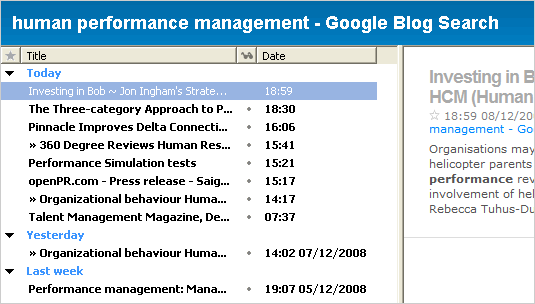 human performance management - Google Blog Search
Title Date
Today
Investing in Bob ~ Jon Ingham's Strate... 18:59
The Three-category Approach to P... 18:30
Pinnacle Improves Delta Connecti... 16:06
» 360 Degree Reviews Human Res... 15:41
Performance Simulation tests 15:21
openPR.com - Press release - Saig... 15:17
» Organizational behaviour Huma... 14:17
Talent Management Magazine, De... 07:37
Yesterday
» Organizational behaviour Huma... 14:02 07/12/2008
Last week
Performance management: Mana... 19:07 05/12/2008
Investing in B
HCM (Human
18:59 08/12/20
management - Goo
Organisations may
helicopter parents
performance rev
involvement of hel
Rebecca Tuhus-Du